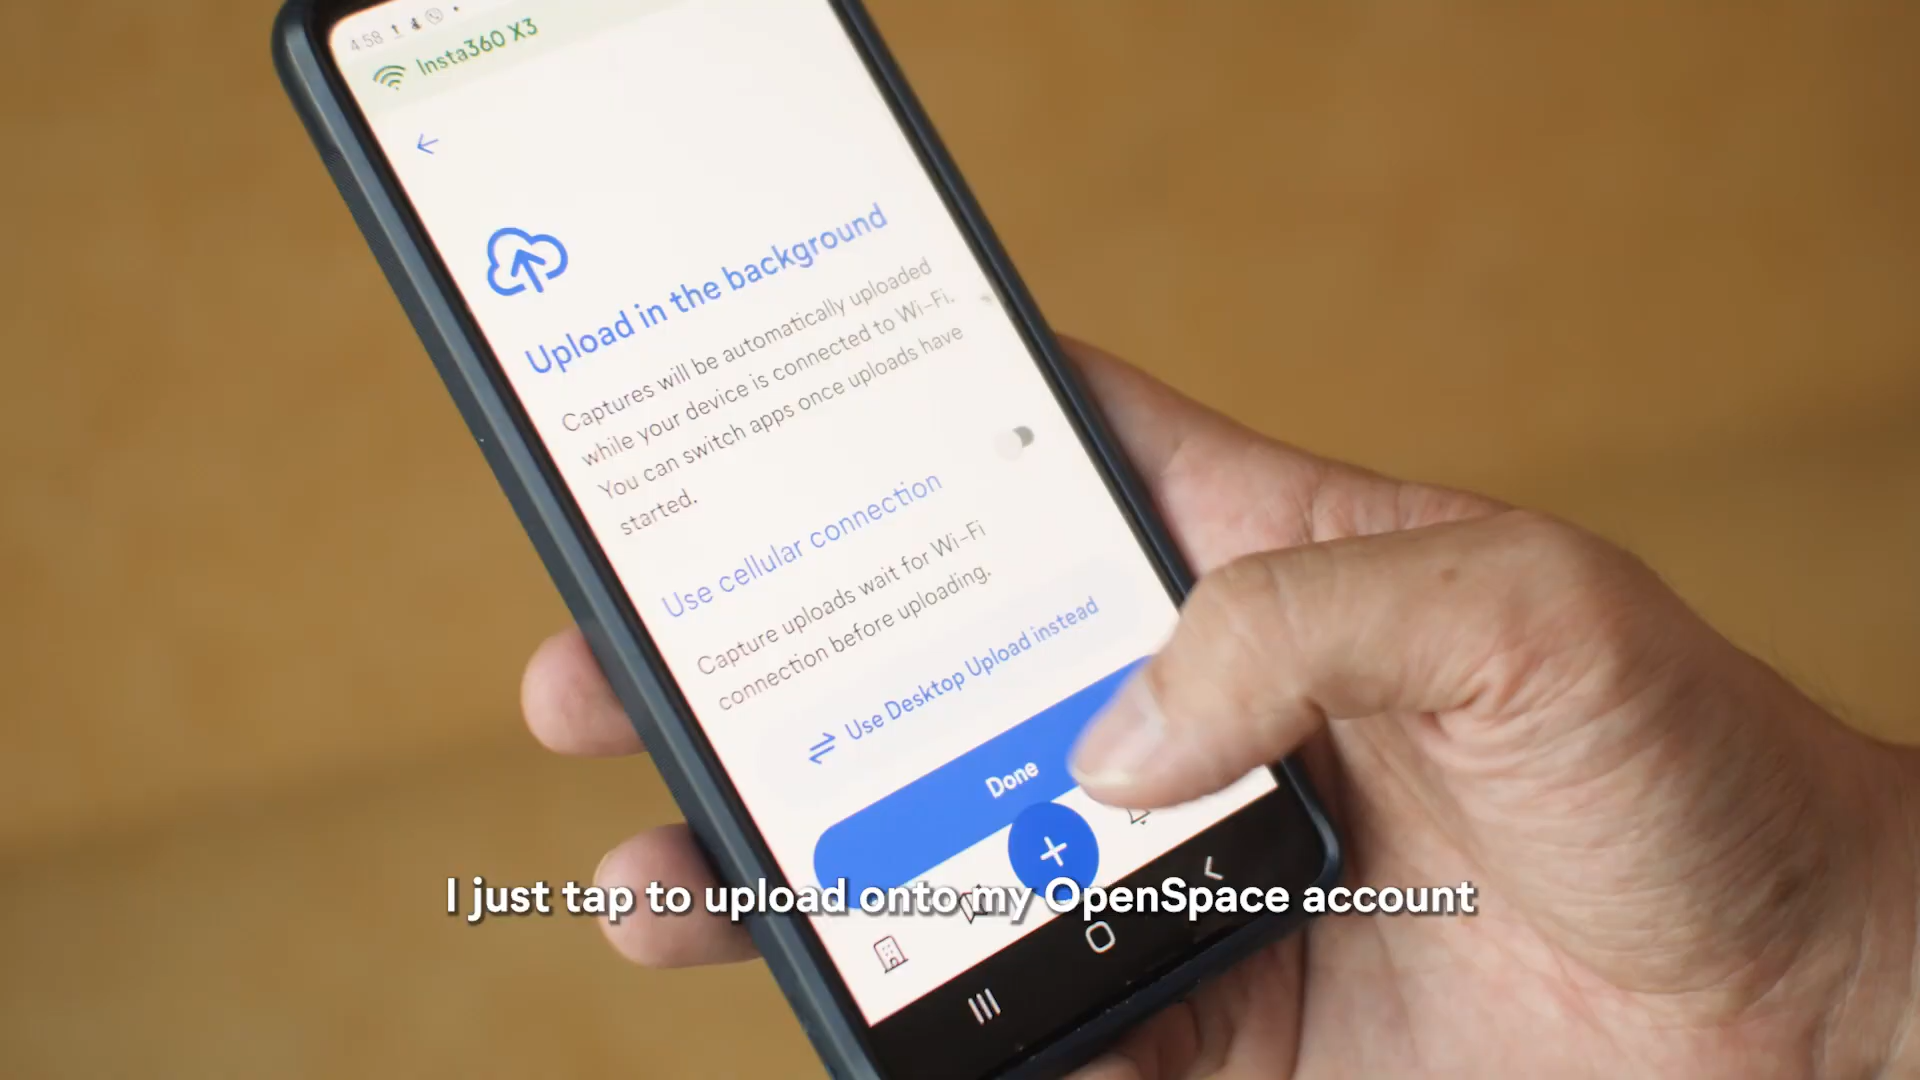 4:58
Insta360 X3
Upload in the background
Captures will be automatically uploaded
while your device is connected to Wi-Fi.
You can switch apps once uploads have
started.
Use cellular connection
Capture uploads wait for Wi-Fi
connection before uploading.
Use Desktop Upload instead
Done
I just tap to upload onto my OpenSpace account